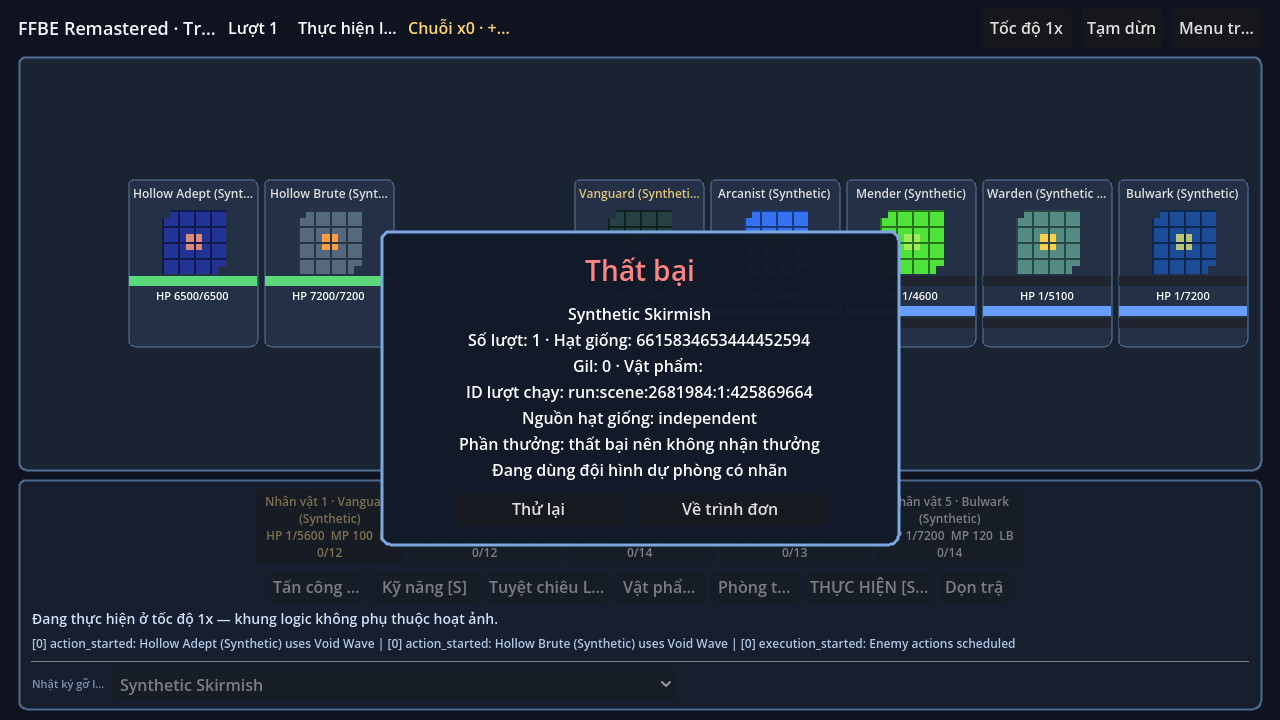 FFBE Remastered · Tr... Lượt 1 Thực hiện l... Chuỗi x0 · +... Tốc độ 1x Tạm dừng Menu tr...
Hollow Adept (Synt... Hollow Brute (Synt... Vanguard (Syntheti... Arcanist (Synthetic) Mender (Synthetic) Warden (Synthetic ... Bulwark (Synthetic)
HP 6500/6500 HP 7200/7200 1/4600 HP 1/5100 HP 1/7200
Thất bại
Synthetic Skirmish
Số lượt: 1 · Hạt giống: 6615834653444452594
Gil: 0 · Vật phẩm:
ID lượt chạy: run:scene:2681984:1:425869664
Nguồn hạt giống: independent
Phần thưởng: thất bại nên không nhận thưởng
Đang dùng đội hình dự phòng có nhãn
Thử lại Về trình đơn
Nhân vật 1 · Vangua hân vật 5 · Bulwark
(Synthetic) (Synthetic)
HP 1/5600 MP 100 1/7200 MP 120 LB
0/12 0/12 0/14 0/13 0/14
Tấn công ... Kỹ năng [S] Tuyệt chiêu L... Vật phẩ... Phòng t... THỰC HIỆN [S... Dọn trậ
Đang thực hiện ở tốc độ 1x — khung logic không phụ thuộc hoạt ảnh.
[0] action_started: Hollow Adept (Synthetic) uses Void Wave | [0] action_started: Hollow Brute (Synthetic) uses Void Wave | [0] execution_started: Enemy actions scheduled
Nhật ký gỡ l... Synthetic Skirmish